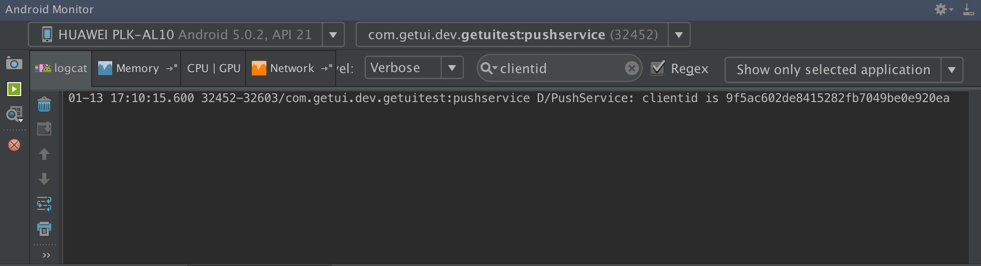 Android Monitor
HUAWEI PLK-AL10 Android 5.0.2, API 21
com.getui.dev.getuitest:pushservice (32452)
logcat
Memory
CPU | GPU
Network
vel:
Verbose
clientid
Regex
Show only selected application
01-13 17:10:15.600 32452-32603/com.getui.dev.getuitest:pushservice D/PushService: clientid is 9f5ac602de8415282fb7049be0e920ea